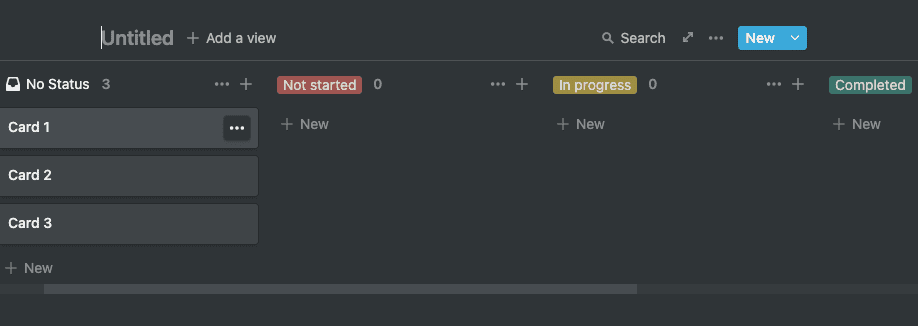 Untitled + Add a view Search ... New
No Status 3 ... + Not started 0 ... + In progress 0 ... + Completed
Card 1 ... + New + New + New
Card 2
Card 3
+ New